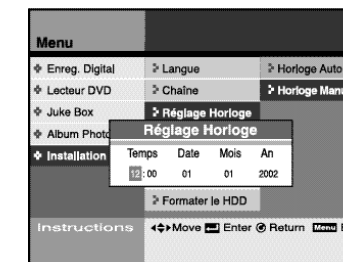 Menu
Enreg. Digital
Langue
Horloge Auto
Lecteur DVD
Chaîne
Horloge Manu
Juke Box
Réglage Horloge
Album Photo
Installation
Réglage Horloge
Temps Date Mois An
12 : 00 01 01 2002
Formater le HDD
Instructions
Move Enter Return Menu